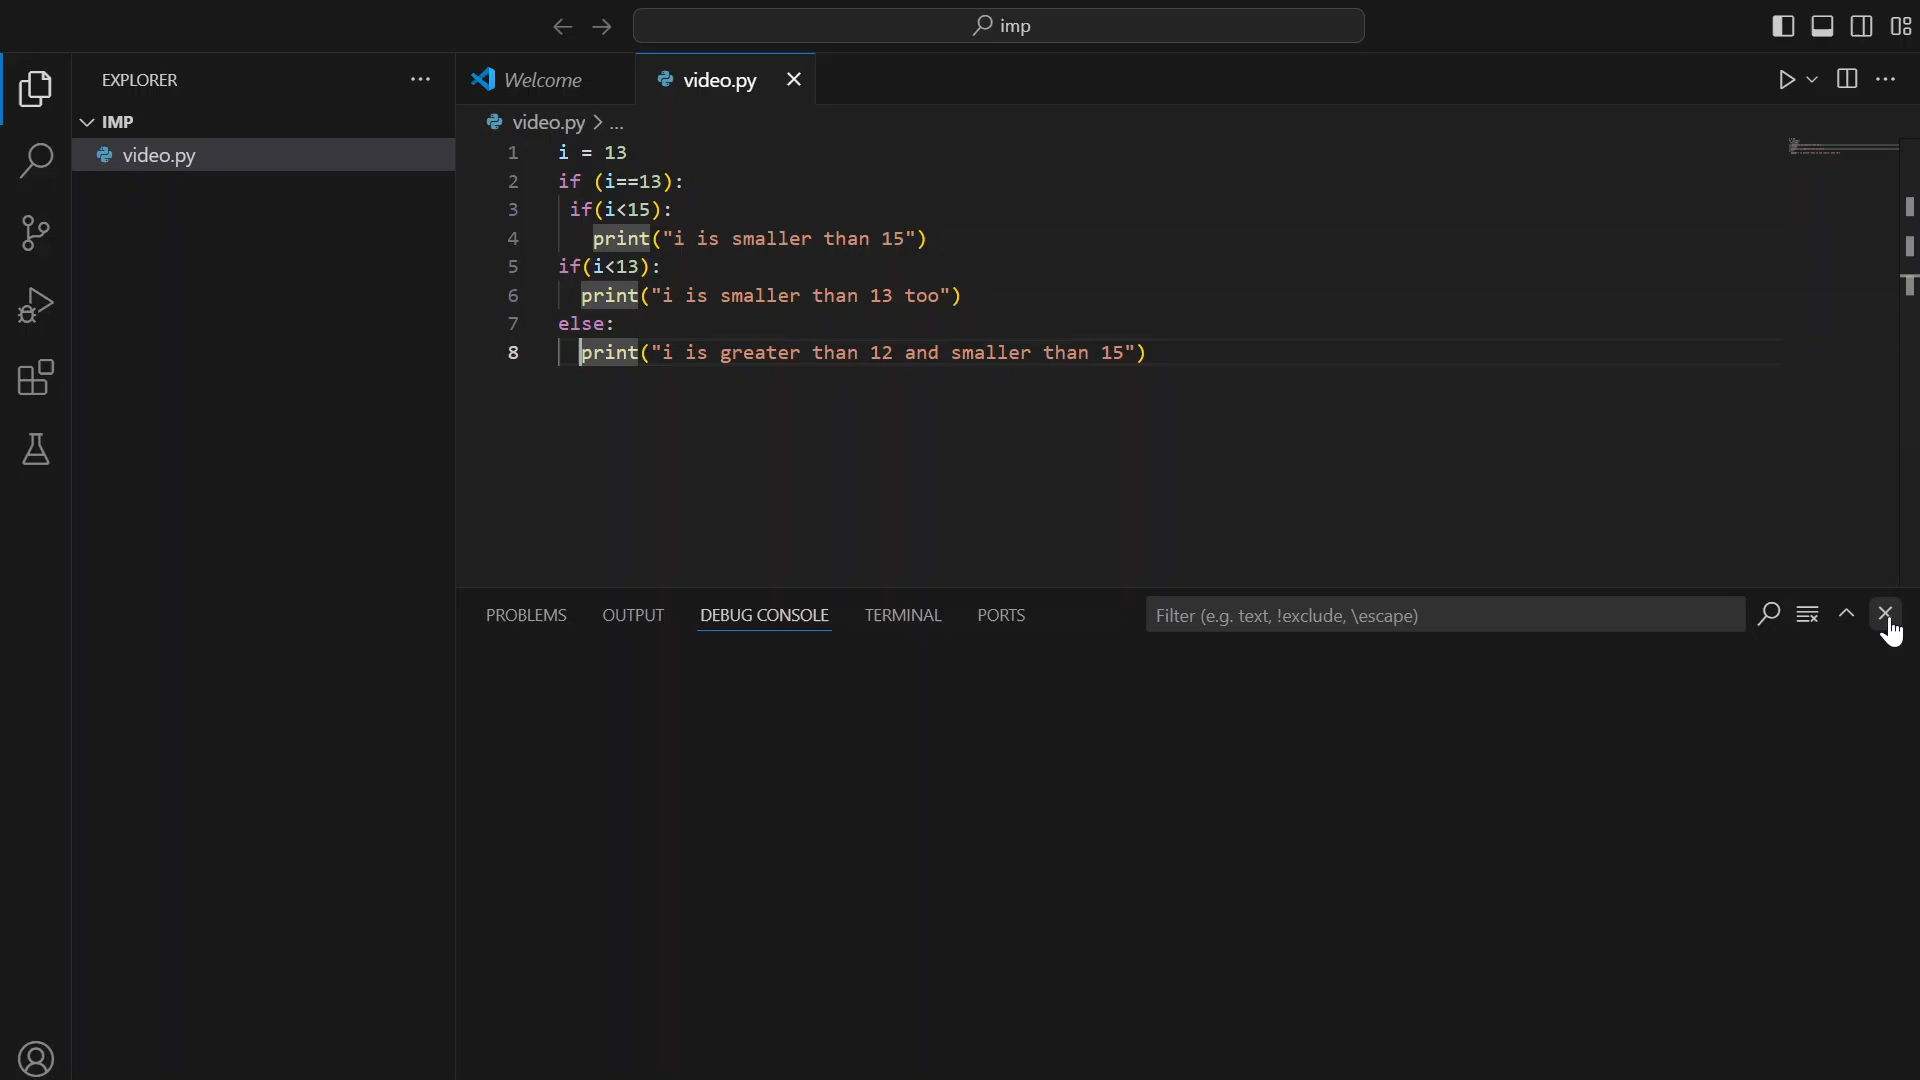 imp
EXPLORER
Welcome
video.py
IMP
video.py
video.py > ...
1 i = 13
2 if (i==13):
3 if(i<15):
4 print("i is smaller than 15")
5 if(i<13):
6 print("i is smaller than 13 too")
7 else:
8 print("i is greater than 12 and smaller than 15")
PROBLEMS OUTPUT DEBUG CONSOLE TERMINAL PORTS
Filter (e.g. text, !exclude, \escape)